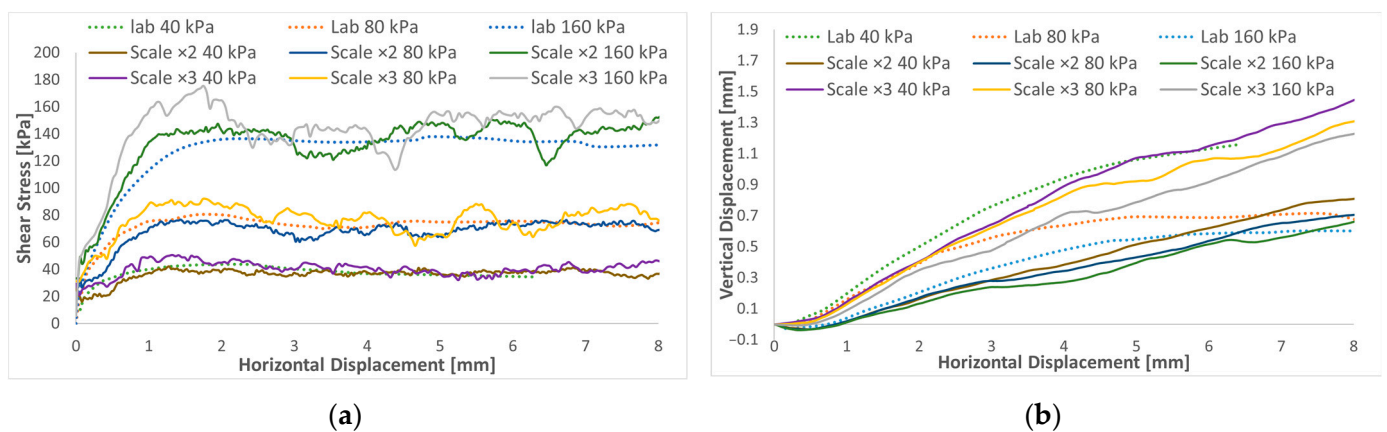 lab 40 kPa Lab 80 kPa lab 160 kPa
Scale ×2 40 kPa Scale ×2 80 kPa Scale ×2 160 kPa
Scale ×3 40 kPa Scale ×3 80 kPa Scale ×3 160 kPa
Shear Stress [kPa]
200
180
160
140
120
100
80
60
40
20
0
0 1 2 3 4 5 6 7 8
Horizontal Displacement [mm]
(a)
Lab 40 kPa Lab 80 kPa Lab 160 kPa
Scale ×2 40 kPa Scale ×2 80 kPa Scale ×2 160 kPa
Scale ×3 40 kPa Scale ×3 80 kPa Scale ×3 160 kPa
Vertical Displacement [mm]
1.9
1.7
1.5
1.3
1.1
0.9
0.7
0.5
0.3
0.1
−0.1
0 1 2 3 4 5 6 7 8
Horizontal Displacement [mm]
(b)